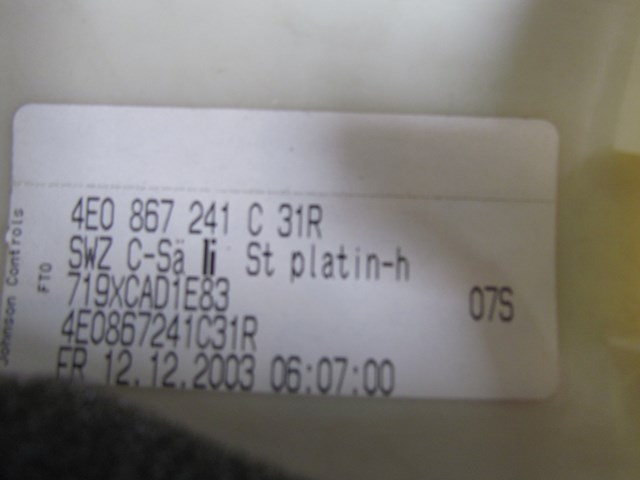 4E0 867 241 C 31R
SWZ C-Sä li St platin-h
719XCAD1E83
07S
4E0867241C31R
FR 12.12.2003 06:07:00
Johnson Controls
FTO